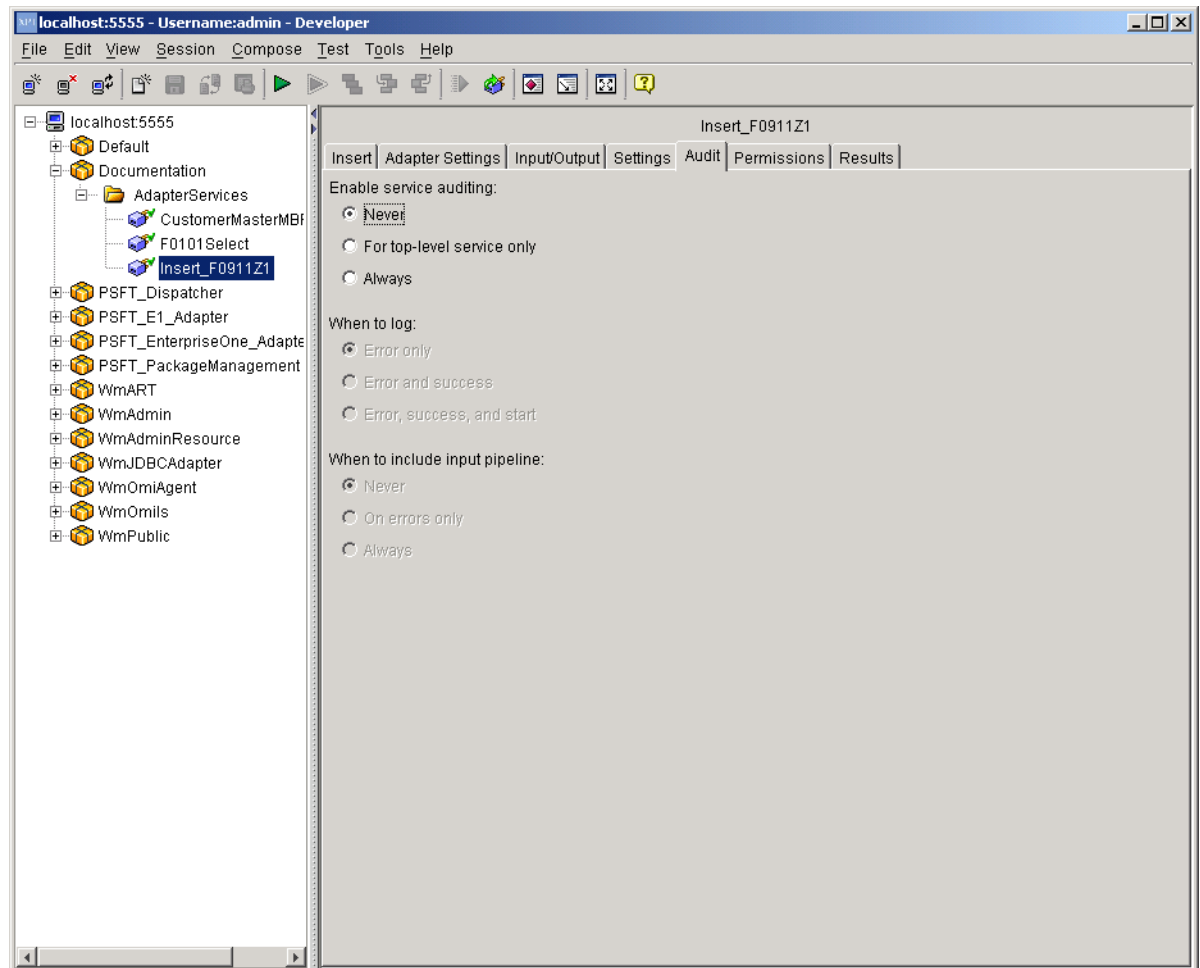 localhost:5555 - Username:admin - Developer
File Edit View Session Compose Test Tools Help
localhost:5555
Default
Documentation
AdapterServices
CustomerMasterMBF
F0101Select
Insert_F0911Z1
PSFT_Dispatcher
PSFT_E1_Adapter
PSFT_EnterpriseOne_Adapte
PSFT_PackageManagement
WmART
WmAdmin
WmAdminResource
WmJDBCAdapter
WmOmiAgent
WmOmils
WmPublic
Insert_F0911Z1
Insert Adapter Settings Input/Output Settings Audit Permissions Results
Enable service auditing:
Never
For top-level service only
Always
When to log:
Error only
Error and success
Error, success, and start
When to include input pipeline:
Never
On errors only
Always